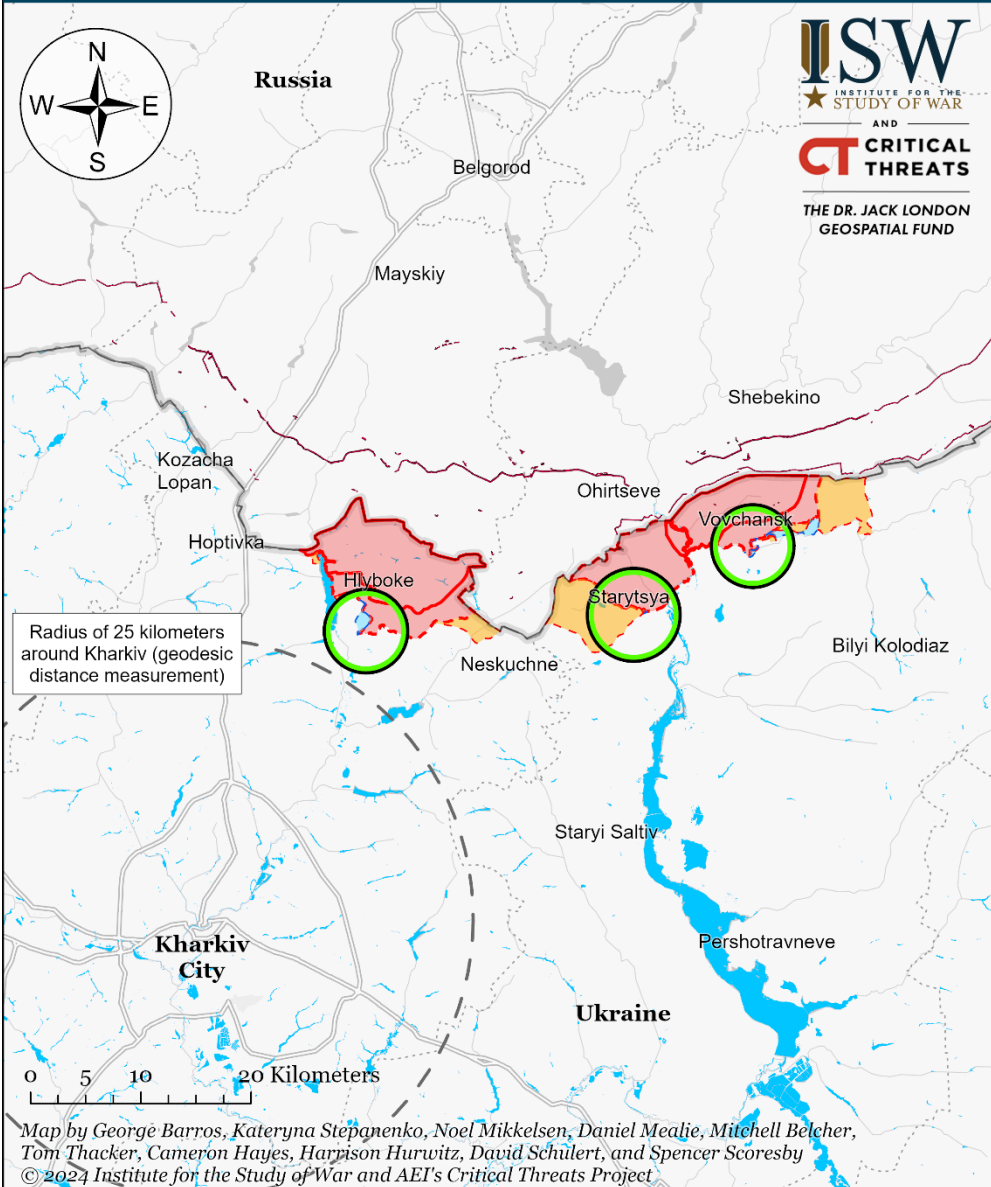 N
W E
S
Russia
ISW
INSTITUTE FOR THE
STUDY OF WAR
AND
CT CRITICAL
THREATS
THE DR. JACK LONDON
GEOSPATIAL FUND
Belgorod
Mayskiy
Shebekino
Kozacha
Lopan
Ohirtseve
Vovchansk
Hoptivka
Hlyboke
Starytsya
Radius of 25 kilometers
around Kharkiv (geodesic
distance measurement)
Neskuchne
Bilyi Kolodiaz
Staryi Saltiv
Kharkiv
City
Pershotravneve
Ukraine
0 5 10 20 Kilometers
Map by George Barros, Kateryna Stepanenko, Noel Mikkelsen, Daniel Mealie, Mitchell Belcher,
Tom Thacker, Cameron Hayes, Harrison Hurwitz, David Schulert, and Spencer Scoresby
© 2024 Institute for the Study of War and AEI's Critical Threats Project